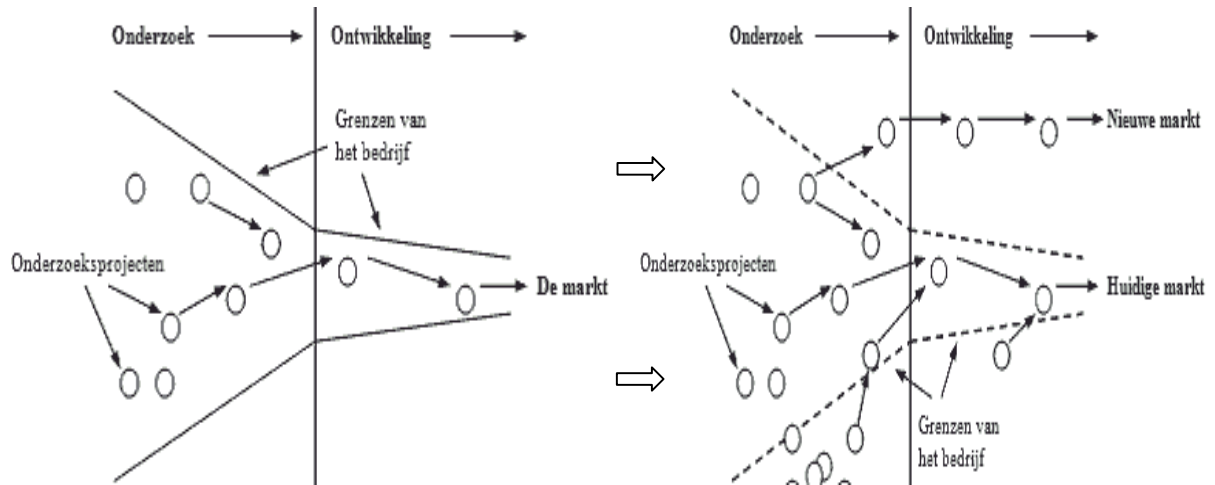 Onderzoek
Ontwikkeling
Grenzen van
het bedrijf
Onderzoeksprojecten
De markt
Onderzoek
Ontwikkeling
Nieuwe markt
Onderzoeksprojecten
Huidige markt
Grenzen van
het bedrijf